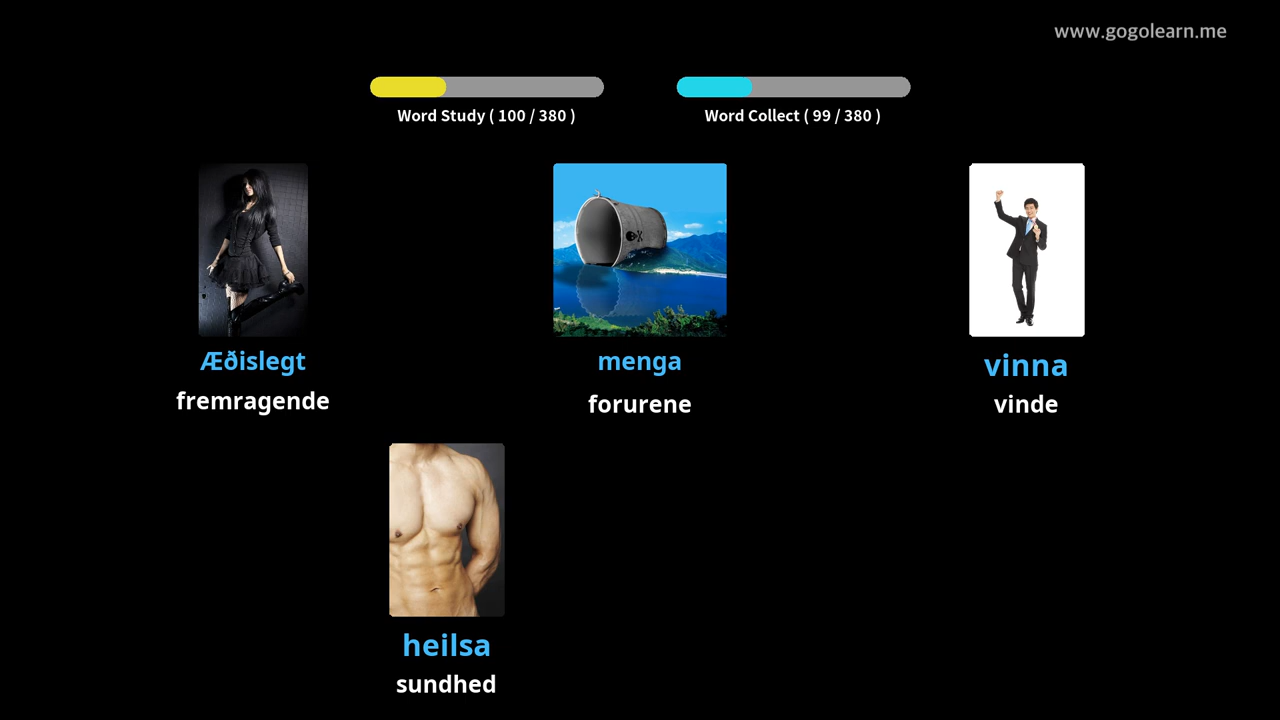 www.gogolearn.me
Word Study ( 100 / 380 )
Word Collect ( 99 / 380 )
Æðislegt
fremragende
menga
forurene
vinna
vinde
heilsa
sundhed